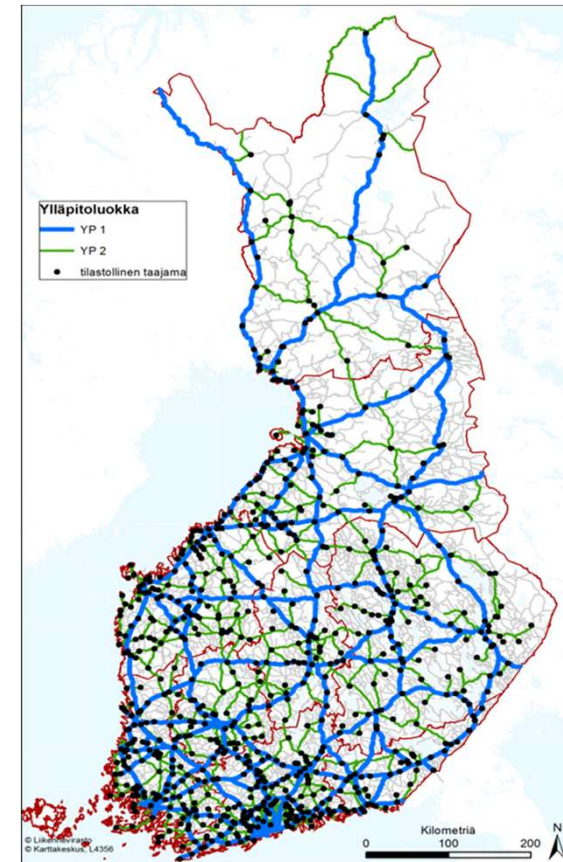 Ylläpitoluokka
YP 1
YP 2
tilastollinen taajama
© Liikennevirasto
© Karttakeskus, L4356
Kilometriä
0 100 200
N